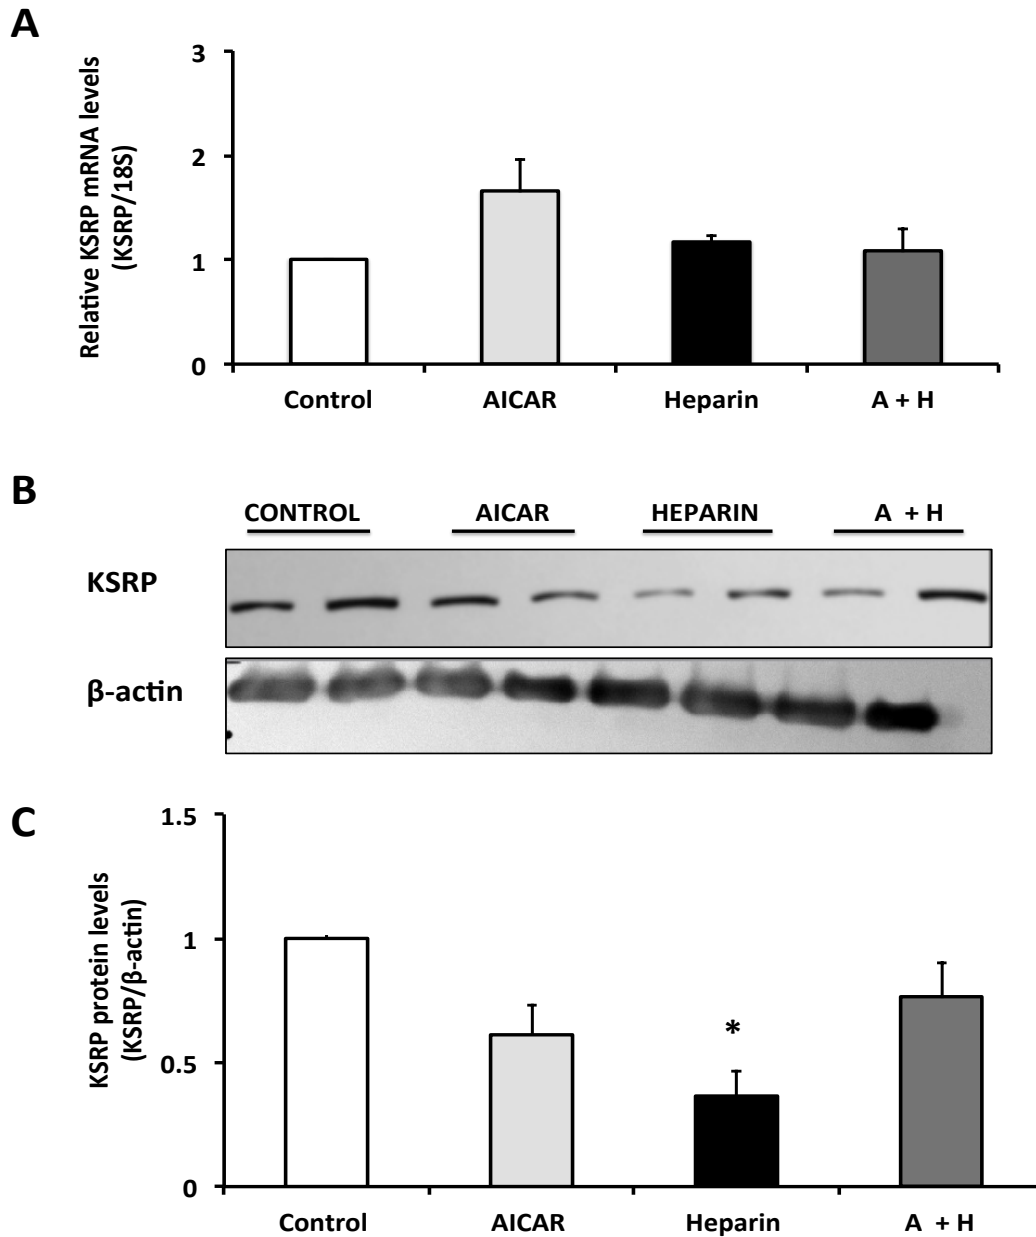 A
Relative KSRP mRNA levels
(KSRP/18S)
3
2
1
0
Control AICAR Heparin A + H
B
CONTROL AICAR HEPARIN A + H
KSRP
β-actin
C
KSRP protein levels
(KSRP/β-actin)
1.5
1
0.5
0
*
Control AICAR Heparin A + H